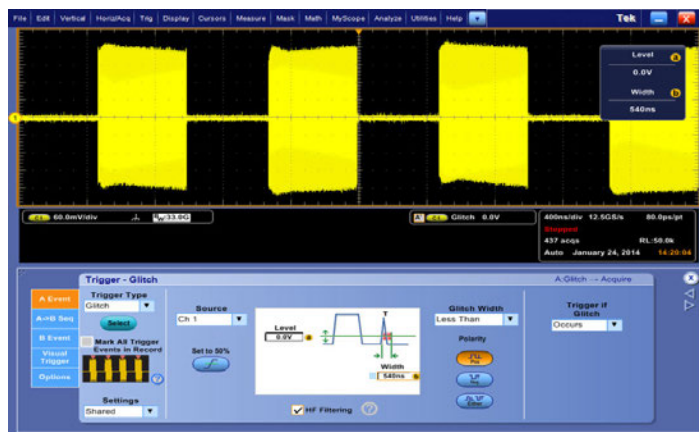 File Edit Vertical Horiz/Acq Trig Display Cursors Measure Mask Math MyScope Analyze Utilities Help Tek X
Level a
0.0V
Width b
540ns
1
C1 60.0mV/div BW:33.0G
A' C1 Glitch 0.0V
400ns/div 12.5GS/s 80.0ps/pt
Stopped
437 acqs RL:50.0k
Auto January 24, 2014 14:20:04
Trigger - Glitch
A:Glitch → Acquire
X
A Event
A->B Seq
B Event
Visual Trigger
Options
Trigger Type
Glitch
Select
Mark All Trigger
Events in Record
Settings
Shared
Source
Ch 1
Set to 50%
Level
0.0V a
T
Width
540ns b
HF Filtering ?
Glitch Width
Less Than
Polarity
Pos
Neg
Either
Trigger if
Glitch
Occurs